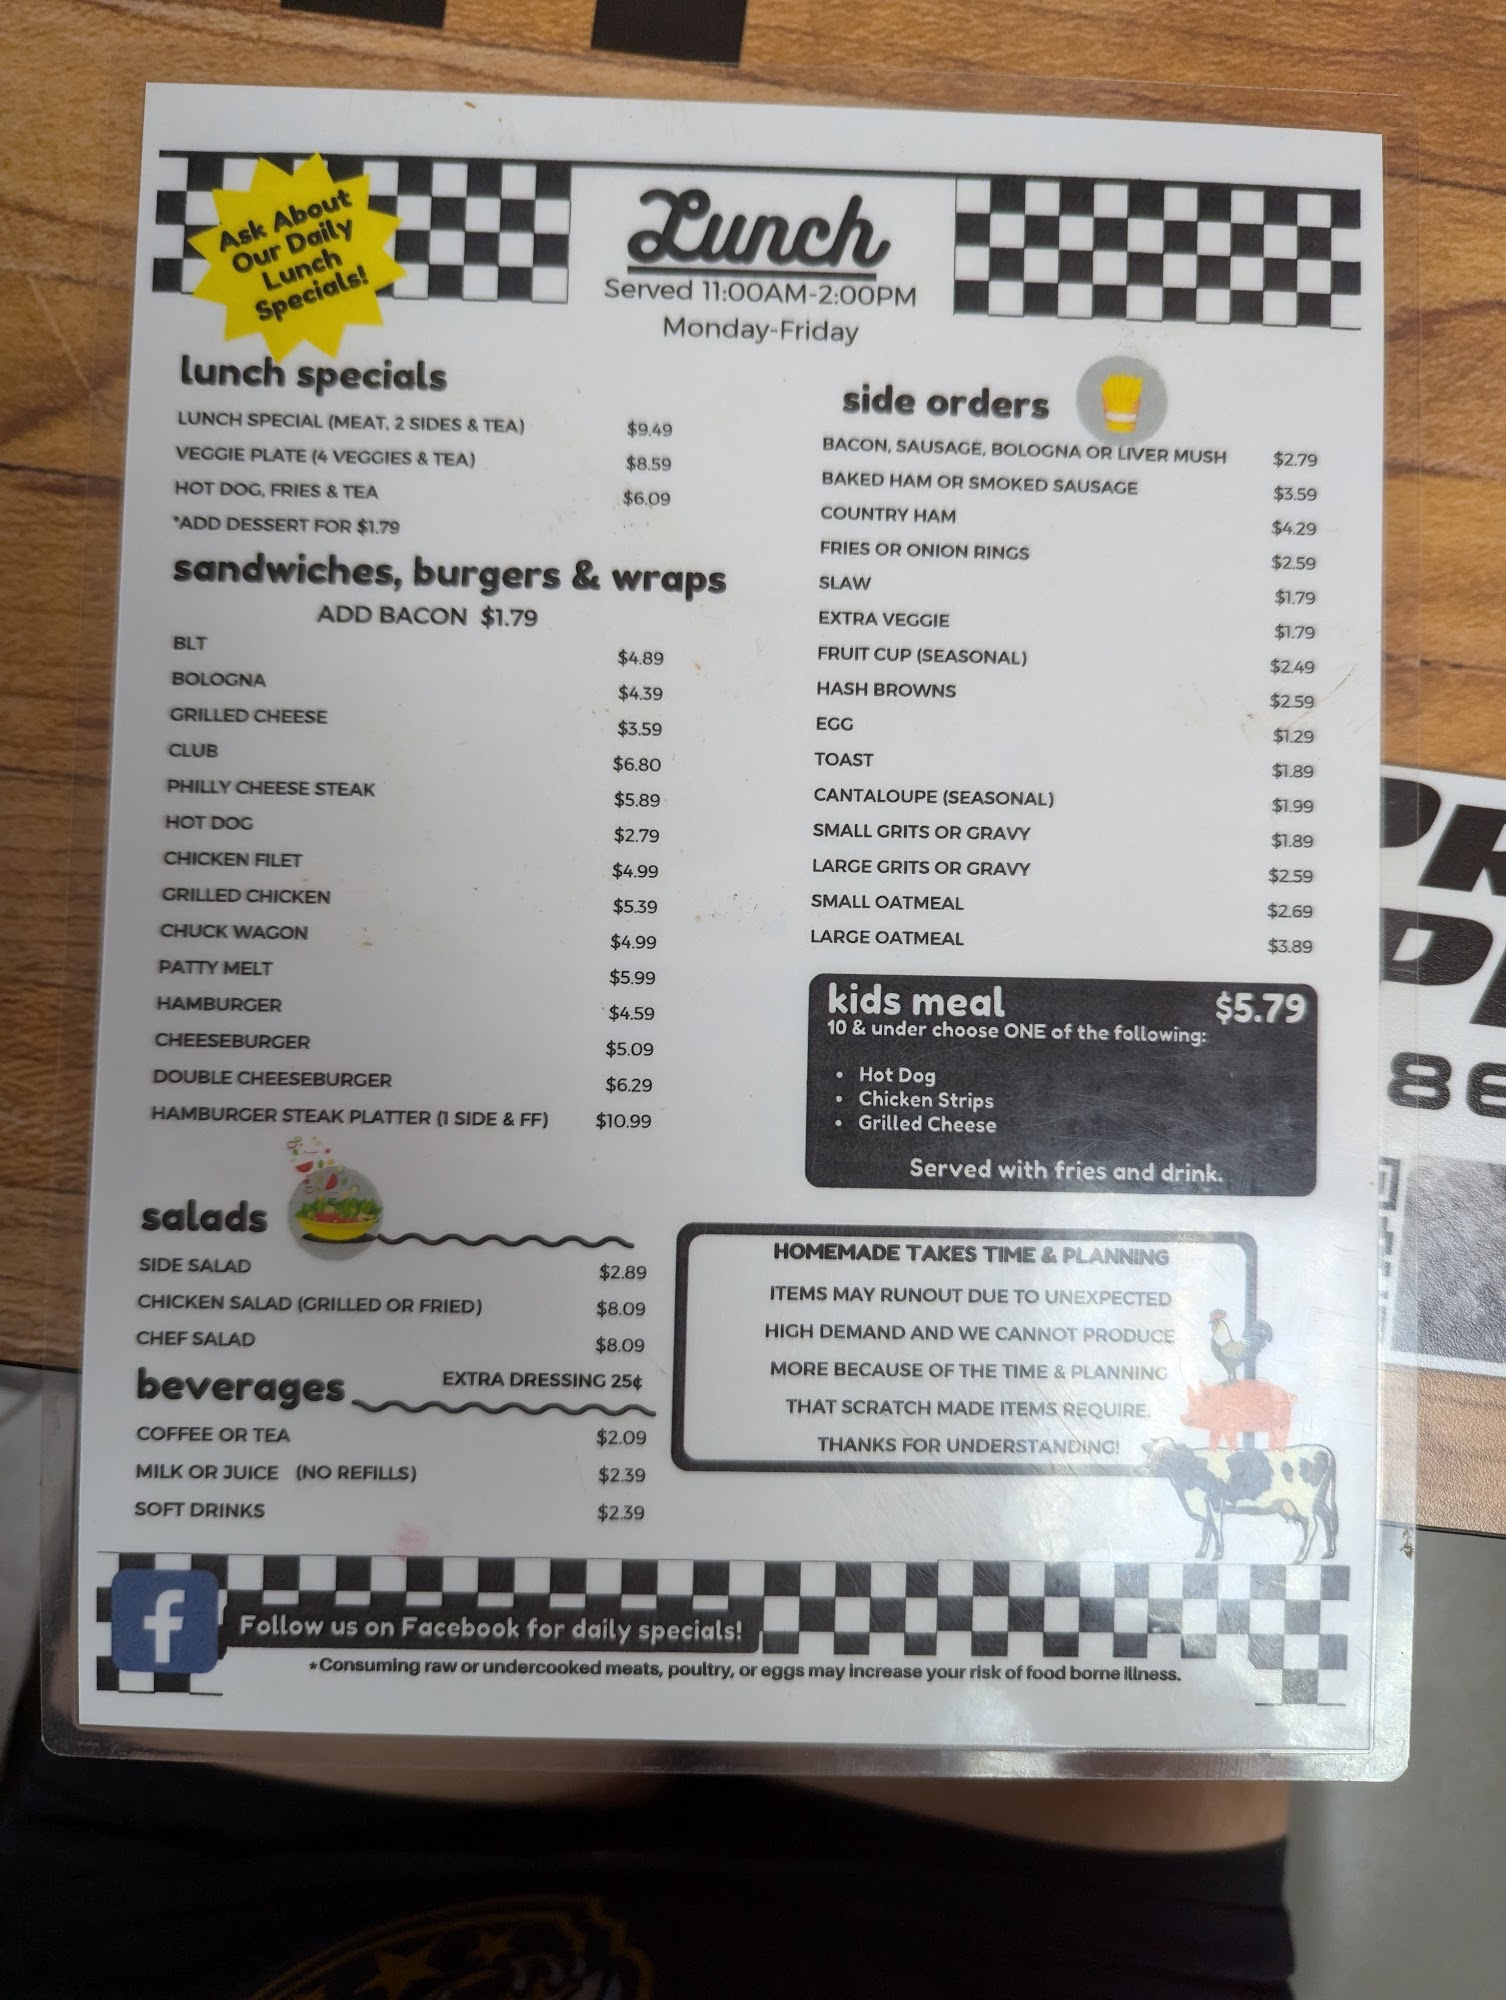 Ask About
Our Daily
Lunch
Specials!
Lunch
Served 11:00AM-2:00PM
Monday-Friday
lunch specials
LUNCH SPECIAL (MEAT, 2 SIDES & TEA) $9.49
VEGGIE PLATE (4 VEGGIES & TEA) $8.59
HOT DOG, FRIES & TEA $6.09
*ADD DESSERT FOR $1.79
sandwiches, burgers & wraps
ADD BACON $1.79
BLT $4.89
BOLOGNA $4.39
GRILLED CHEESE $3.59
CLUB $6.80
PHILLY CHEESE STEAK $5.89
HOT DOG $2.79
CHICKEN FILET $4.99
GRILLED CHICKEN $5.39
CHUCK WAGON $4.99
PATTY MELT $5.99
HAMBURGER $4.59
CHEESEBURGER $5.09
DOUBLE CHEESEBURGER $6.29
HAMBURGER STEAK PLATTER (1 SIDE & FF) $10.99
salads
SIDE SALAD $2.89
CHICKEN SALAD (GRILLED OR FRIED) $8.09
CHEF SALAD $8.09
EXTRA DRESSING 25¢
beverages
COFFEE OR TEA $2.09
MILK OR JUICE (NO REFILLS) $2.39
SOFT DRINKS $2.39
side orders
BACON, SAUSAGE, BOLOGNA OR LIVER MUSH $2.79
BAKED HAM OR SMOKED SAUSAGE $3.59
COUNTRY HAM $4.29
FRIES OR ONION RINGS $2.59
SLAW $1.79
EXTRA VEGGIE $1.79
FRUIT CUP (SEASONAL) $2.49
HASH BROWNS $2.59
EGG $1.29
TOAST $1.89
CANTALOUPE (SEASONAL) $1.99
SMALL GRITS OR GRAVY $1.89
LARGE GRITS OR GRAVY $2.59
SMALL OATMEAL $2.69
LARGE OATMEAL $3.89
kids meal $5.79
10 & under choose ONE of the following:
• Hot Dog
• Chicken Strips
• Grilled Cheese
Served with fries and drink.
HOMEMADE TAKES TIME & PLANNING
ITEMS MAY RUNOUT DUE TO UNEXPECTED
HIGH DEMAND AND WE CANNOT PRODUCE
MORE BECAUSE OF THE TIME & PLANNING
THAT SCRATCH MADE ITEMS REQUIRE.
THANKS FOR UNDERSTANDING!
f
Follow us on Facebook for daily specials!
*Consuming raw or undercooked meats, poultry, or eggs may increase your risk of food borne illness.